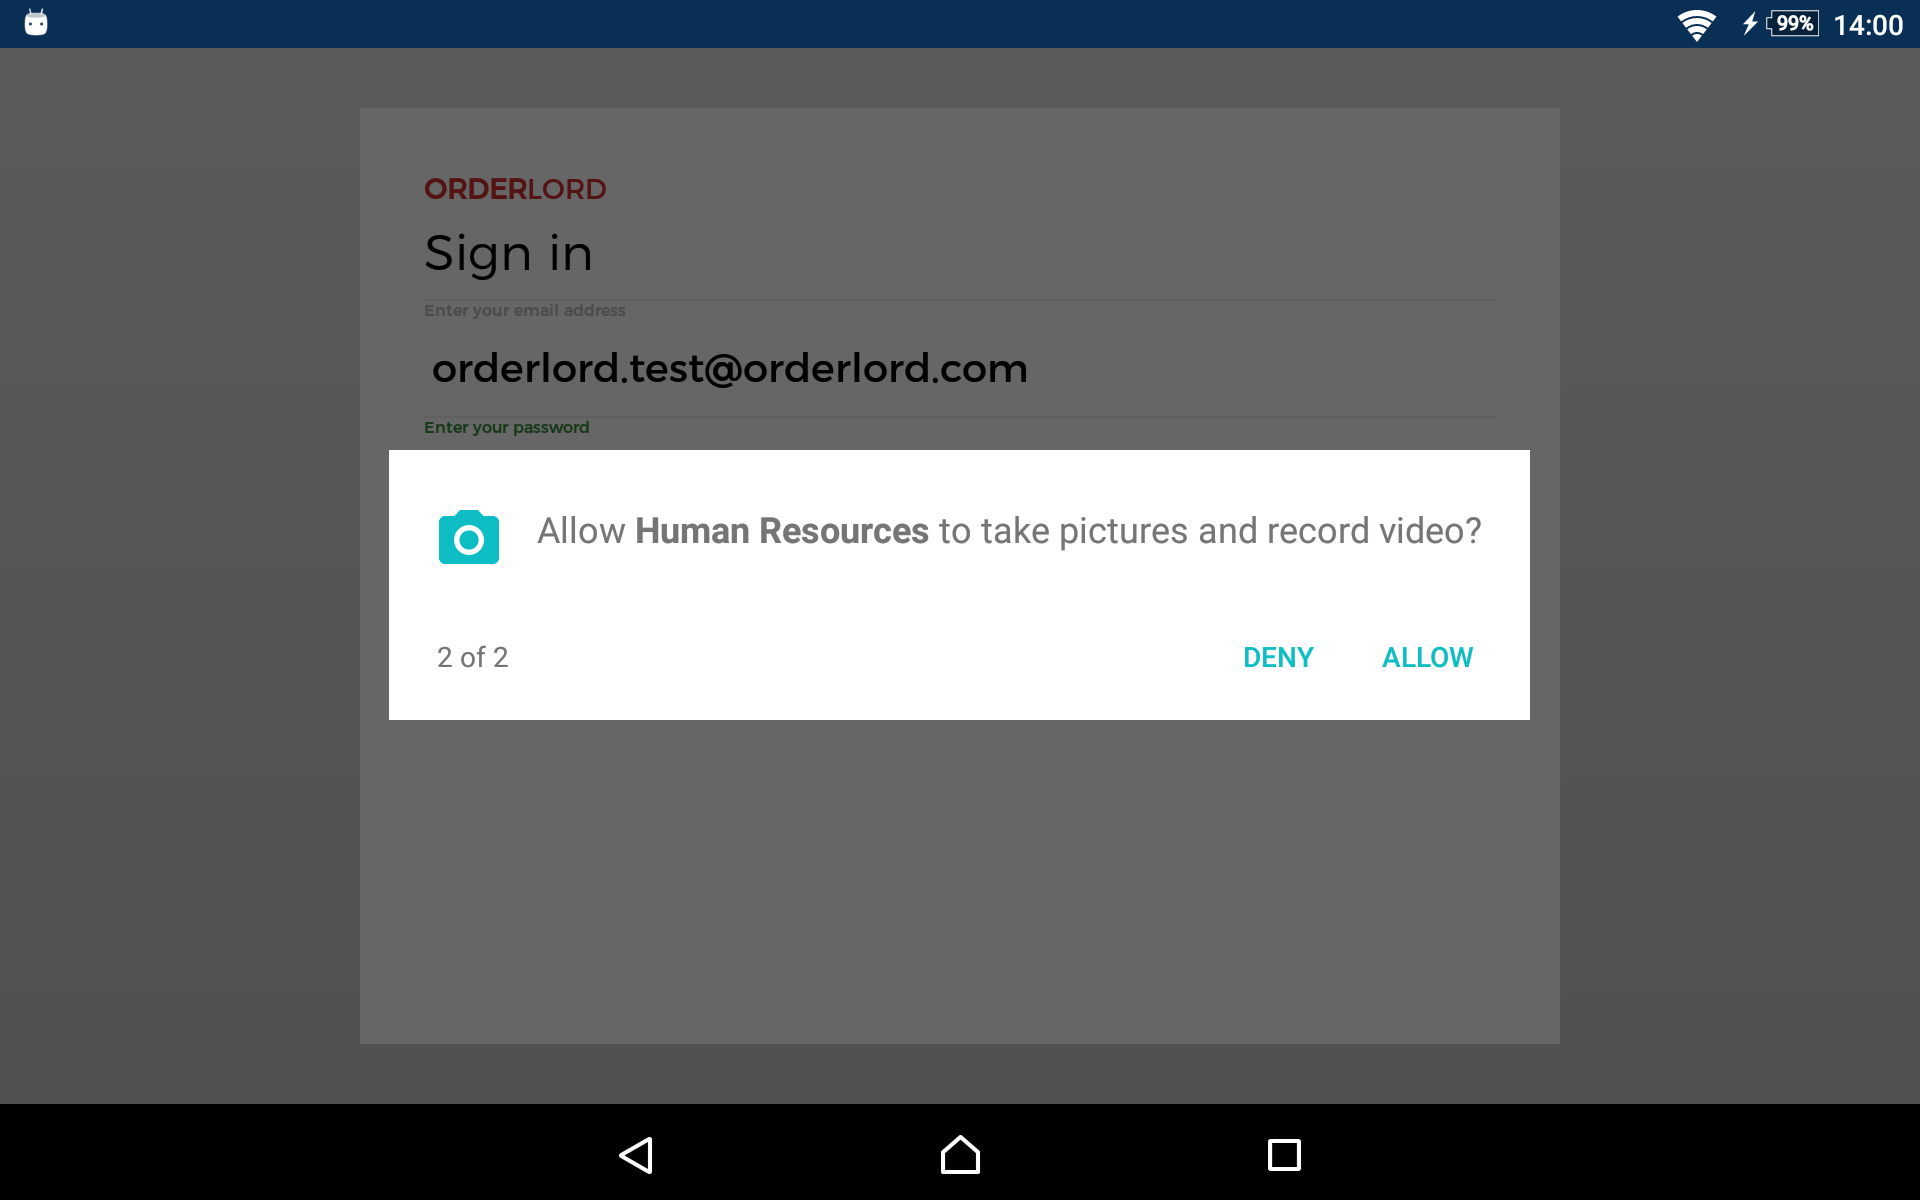 99% 14:00
ORDERLORD
Sign in
Enter your email address
orderlord.test@orderlord.com
Enter your password
Allow Human Resources to take pictures and record video?
2 of 2 DENY ALLOW